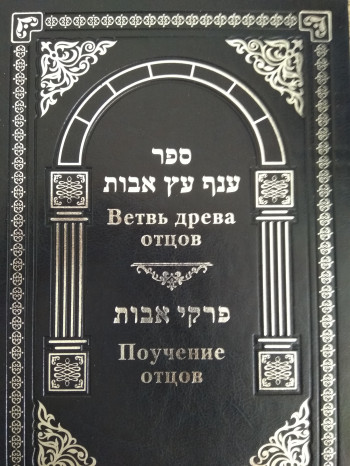 ספר
ענף עץ אבות
Ветвь древа
отцов
פרקי אבות
Поучение
отцов